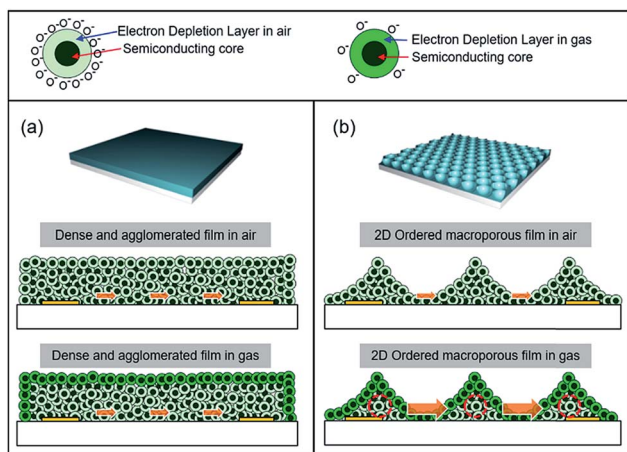 Electron Depletion Layer in air
Semiconducting core
O⁻ O⁻ O⁻ O⁻ O⁻ O⁻ O⁻ O⁻ O⁻ O⁻ O⁻ O⁻ O⁻ O⁻
Electron Depletion Layer in gas
Semiconducting core
O⁻ O⁻ O⁻ O⁻ O⁻
(a)
Dense and agglomerated film in air
Dense and agglomerated film in gas
(b)
2D Ordered macroporous film in air
2D Ordered macroporous film in gas